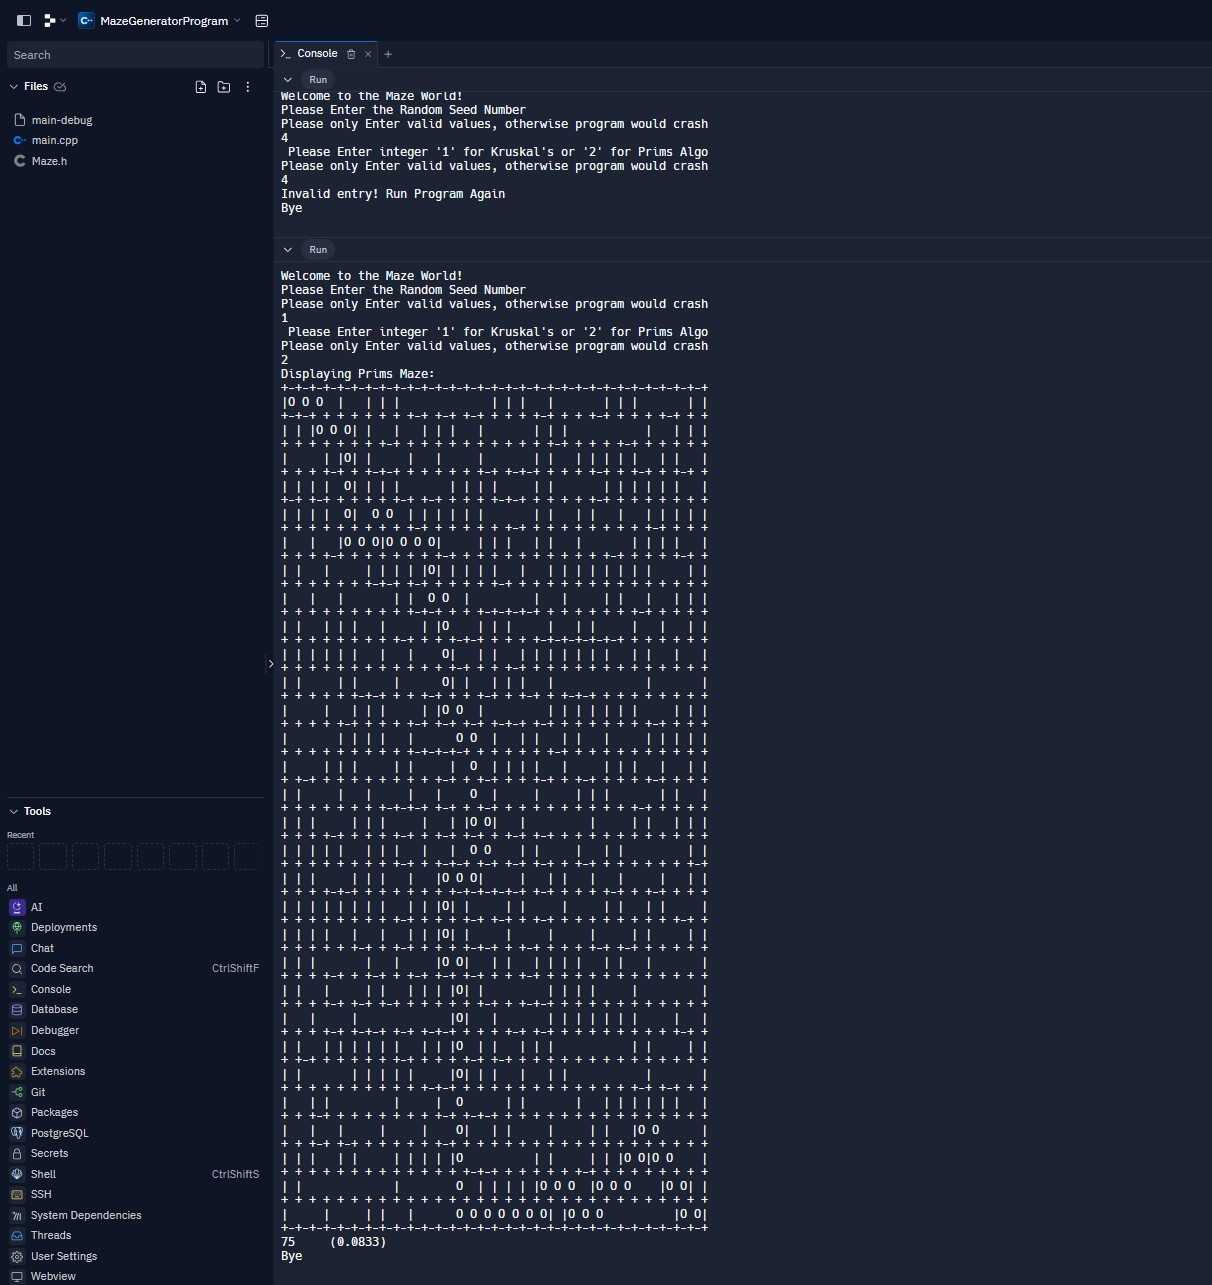 MazeGeneratorProgram
Search
Files
main-debug
main.cpp
Maze.h
Tools
Recent
All
AI
Deployments
Chat
Code Search CtrlShiftF
Console
Database
Debugger
Docs
Extensions
Git
Packages
PostgreSQL
Secrets
Shell CtrlShiftS
SSH
System Dependencies
Threads
User Settings
Webview
Console
Run
Welcome to the Maze World!
Please Enter the Random Seed Number
Please only Enter valid values, otherwise program would crash
4
Please Enter integer '1' for Kruskal's or '2' for Prims Algo
Please only Enter valid values, otherwise program would crash
4
Invalid entry! Run Program Again
Bye
Run
Welcome to the Maze World!
Please Enter the Random Seed Number
Please only Enter valid values, otherwise program would crash
1
Please Enter integer '1' for Kruskal's or '2' for Prims Algo
Please only Enter valid values, otherwise program would crash
2
Displaying Prims Maze:
75 (0.0833)
Bye